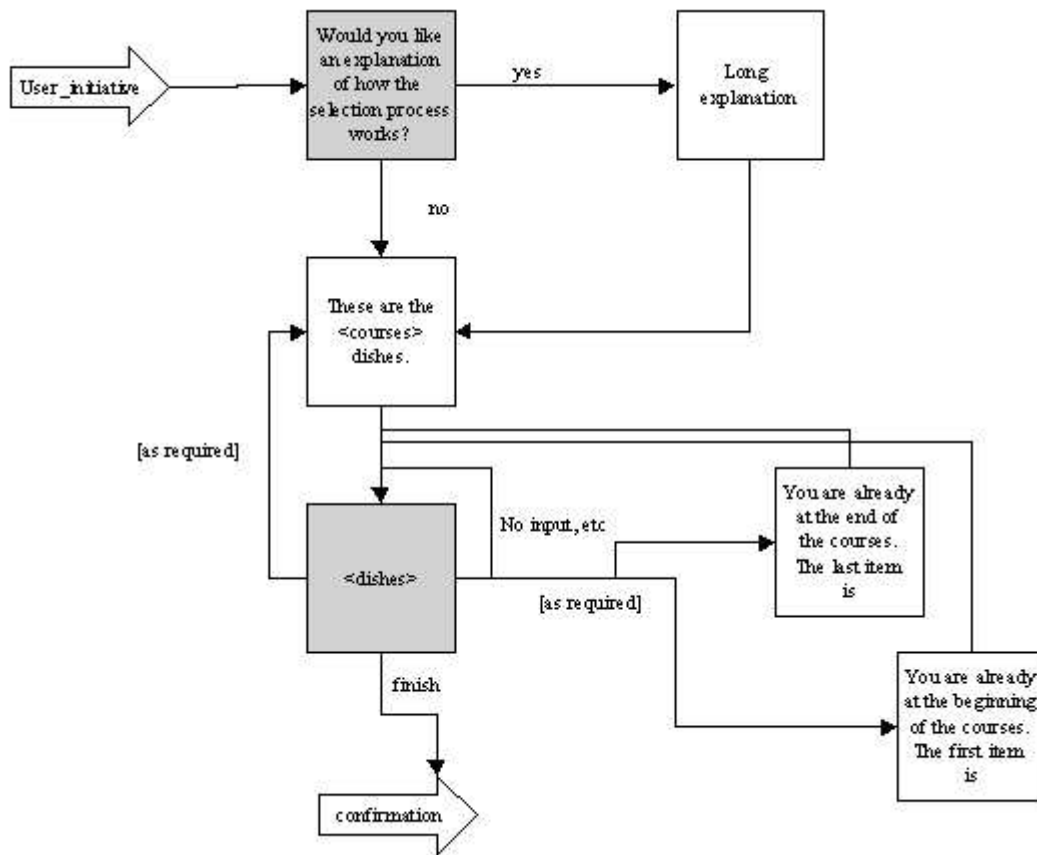 User_initiative
Would you like
an explanation
of how the
selection process
works?
yes
Long
explanation
no
These are the
<courses>
dishes.
[as required]
You are already
at the end of
the courses.
The last item
is
No input, etc
<dishes>
[as required]
finish
You are already
at the beginning
of the courses.
The first item
is
confirmation